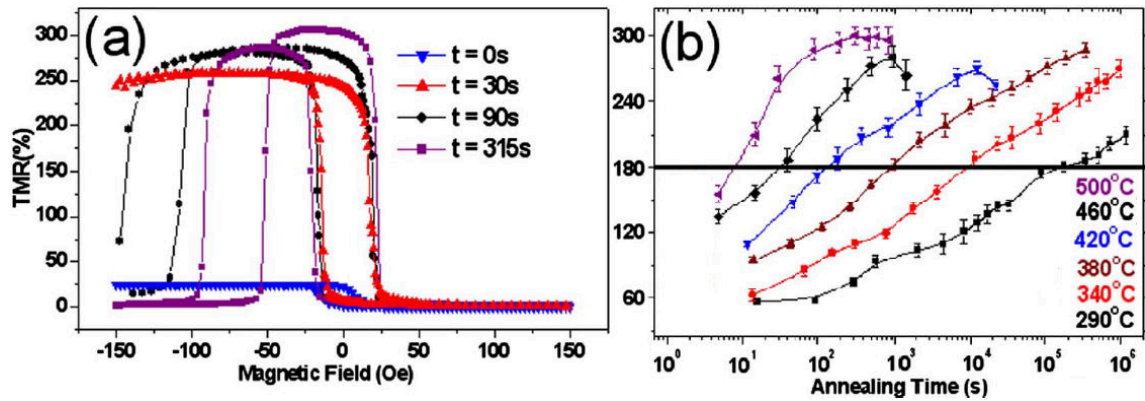 (a)
TMR(%)
300
250
200
150
100
50
0
t = 0s
t = 30s
t = 90s
t = 315s
-150 -100 -50 0 50 100 150
Magnetic Field (Oe)
(b)
300
260
220
180
120
60
500°C
460°C
420°C
380°C
340°C
290°C
10⁰ 10¹ 10² 10³ 10⁴ 10⁵ 10⁶
Annealing Time (s)